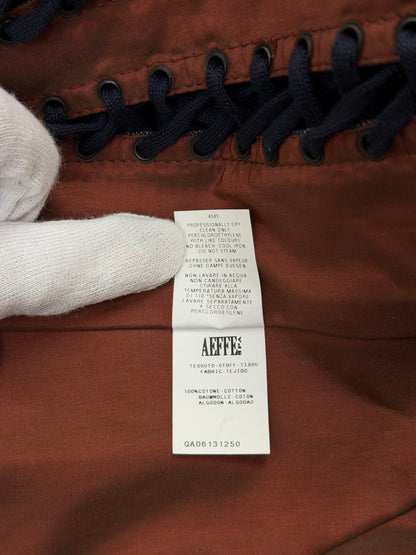 4545
PROFESSIONALLY DRY
CLEAN ONLY
PERCHLOROETHYLENE
WITH LIKE COLOURS
NO BLEACH-COOL IRON
DO NOT STEAM
REPASSER SANS VAPEUR
OHNE DAMPF BUEGEN
NON LAVARE IN ACQUA
NON CANDEGGIARE
STIRARE ALLA
TEMPERATURA MASSIMA
DI 110 °SENZA VAPORE
LAVARE SEPARATAMENTE
A SECCO CON
PERCLOROETILENE
AEFFE SPA
TESSUTO-STOFF-TISSU
FABRIC-TEJIDO
100%COTONE-COTTON
BAUMWOLLE-COTON
ALGODON-ALGODAO
QA06131250